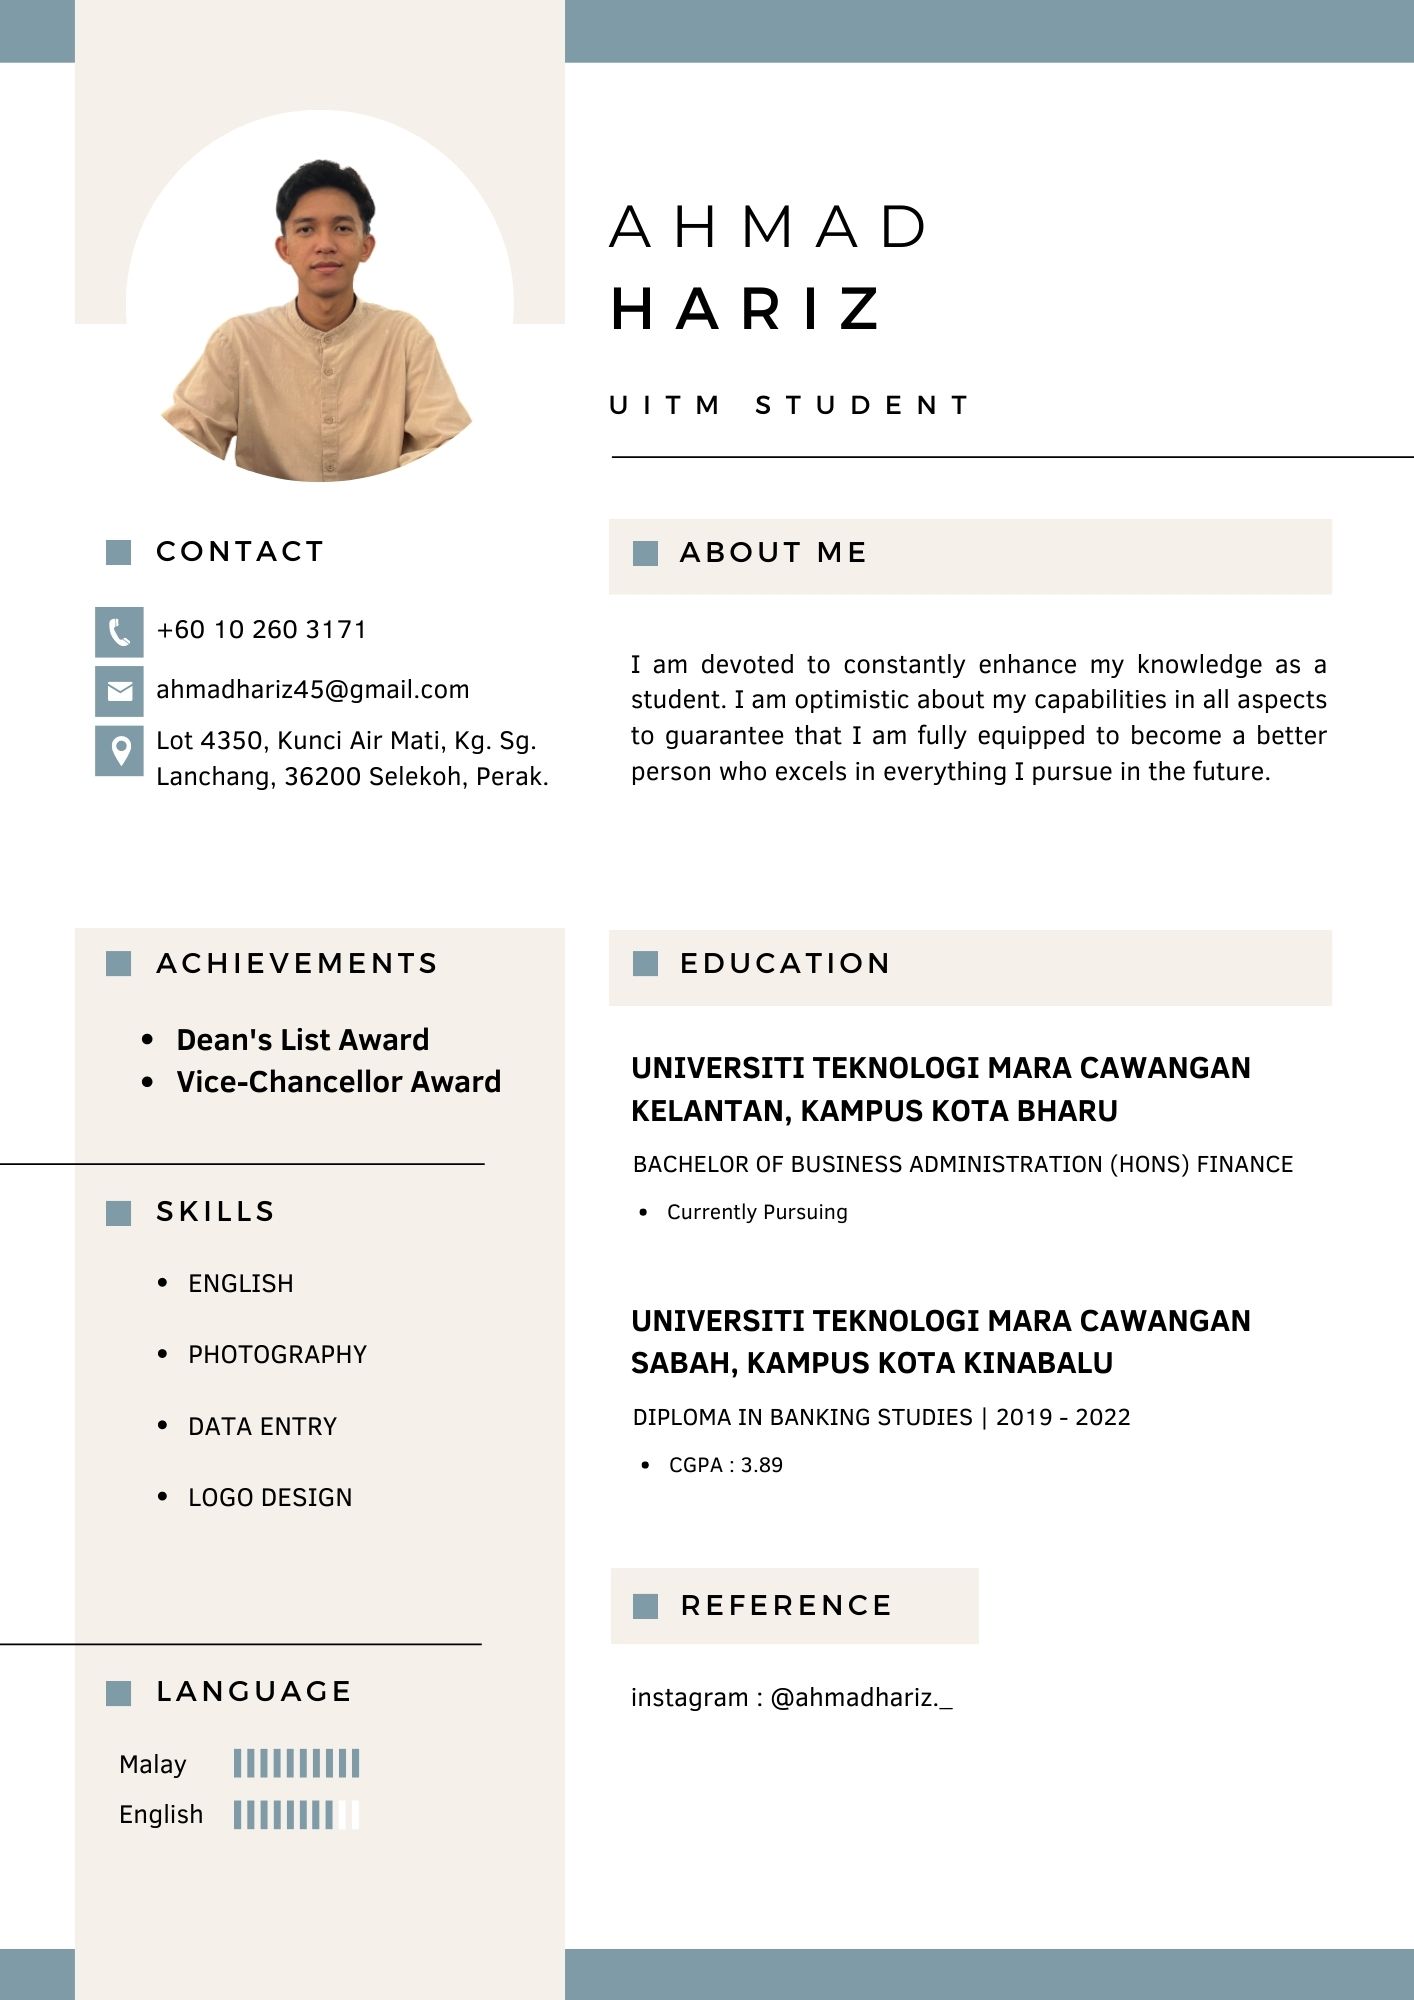 AHMAD
HARIZ
UITM STUDENT
CONTACT
+60 10 260 3171
ahmadhariz45@gmail.com
Lot 4350, Kunci Air Mati, Kg. Sg.
Lanchang, 36200 Selekoh, Perak.
ABOUT ME
I am devoted to constantly enhance my knowledge as a
student. I am optimistic about my capabilities in all aspects
to guarantee that I am fully equipped to become a better
person who excels in everything I pursue in the future.
ACHIEVEMENTS
• Dean's List Award
• Vice-Chancellor Award
SKILLS
• ENGLISH
• PHOTOGRAPHY
• DATA ENTRY
• LOGO DESIGN
LANGUAGE
Malay
English
EDUCATION
UNIVERSITI TEKNOLOGI MARA CAWANGAN
KELANTAN, KAMPUS KOTA BHARU
BACHELOR OF BUSINESS ADMINISTRATION (HONS) FINANCE
• Currently Pursuing
UNIVERSITI TEKNOLOGI MARA CAWANGAN
SABAH, KAMPUS KOTA KINABALU
DIPLOMA IN BANKING STUDIES | 2019 - 2022
• CGPA : 3.89
REFERENCE
instagram : @ahmadhariz._